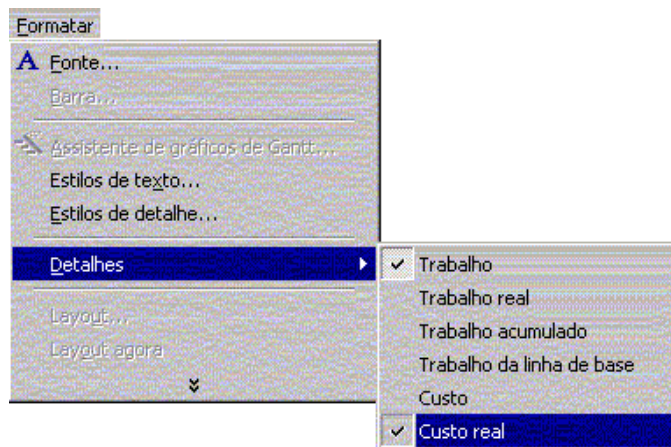 Formatar
Fonte...
Barra...
Assistente de gráficos de Gantt...
Estilos de texto...
Estilos de detalhe...
Detalhes
Layout...
Layout agora
Trabalho
Trabalho real
Trabalho acumulado
Trabalho da linha de base
Custo
Custo real